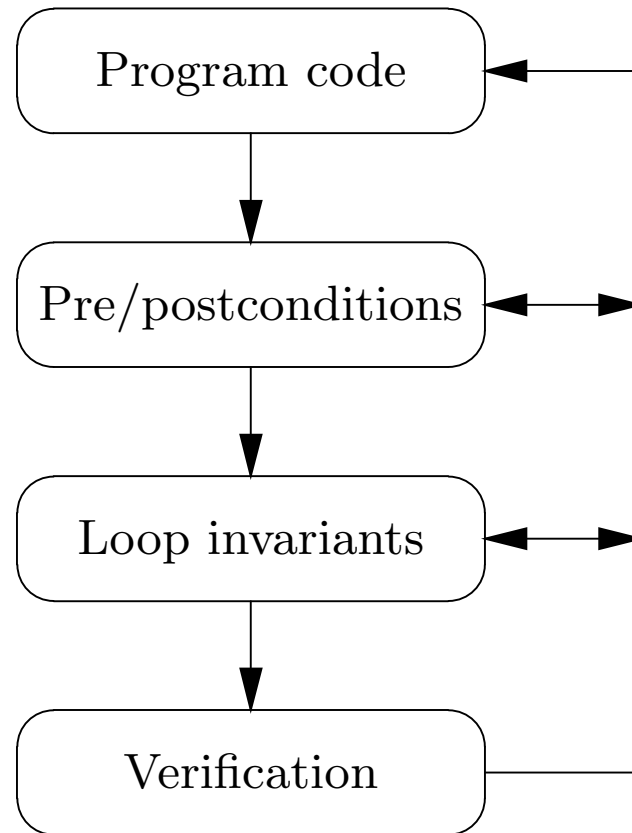 Program code
Pre/postconditions
Loop invariants
Verification